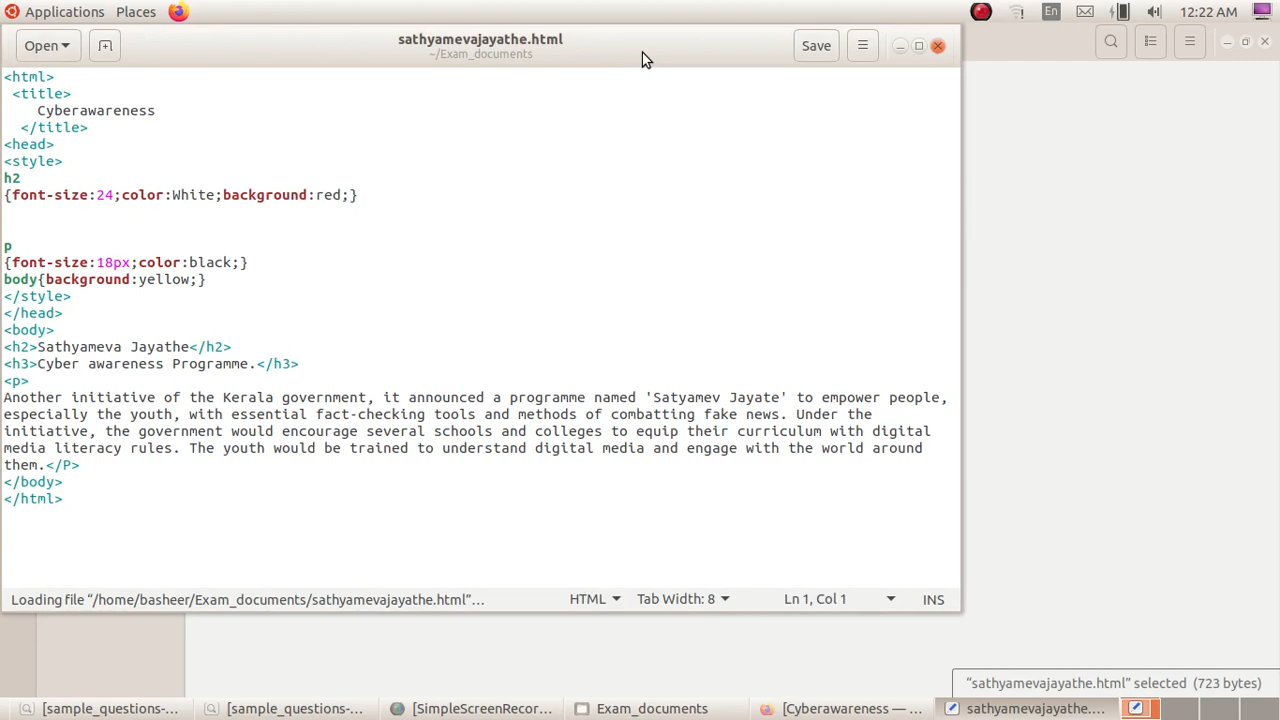 Applications Places En 12:22 AM
Open sathyamevajayathe.html Save
~/Exam_documents
<html>
<title>
Cyberawareness
</title>
<head>
<style>
h2
{font-size:24;color:White;background:red;}
p
{font-size:18px;color:black;}
body{background:yellow;}
</style>
</head>
<body>
<h2>Sathyameva Jayathe</h2>
<h3>Cyber awareness Programme.</h3>
<p>
Another initiative of the Kerala government, it announced a programme named 'Satyamev Jayate' to empower people,
especially the youth, with essential fact-checking tools and methods of combatting fake news. Under the
initiative, the government would encourage several schools and colleges to equip their curriculum with digital
media literacy rules. The youth would be trained to understand digital media and engage with the world around
them.</P>
</body>
</html>
Loading file “/home/basheer/Exam_documents/sathyamevajayathe.html”… HTML Tab Width: 8 Ln 1, Col 1 INS
“sathyamevajayathe.html” selected (723 bytes)
[sample_questions-… [sample_questions-… [SimpleScreenRecor… Exam_documents [Cyberawareness — … sathyamevajayathe.…